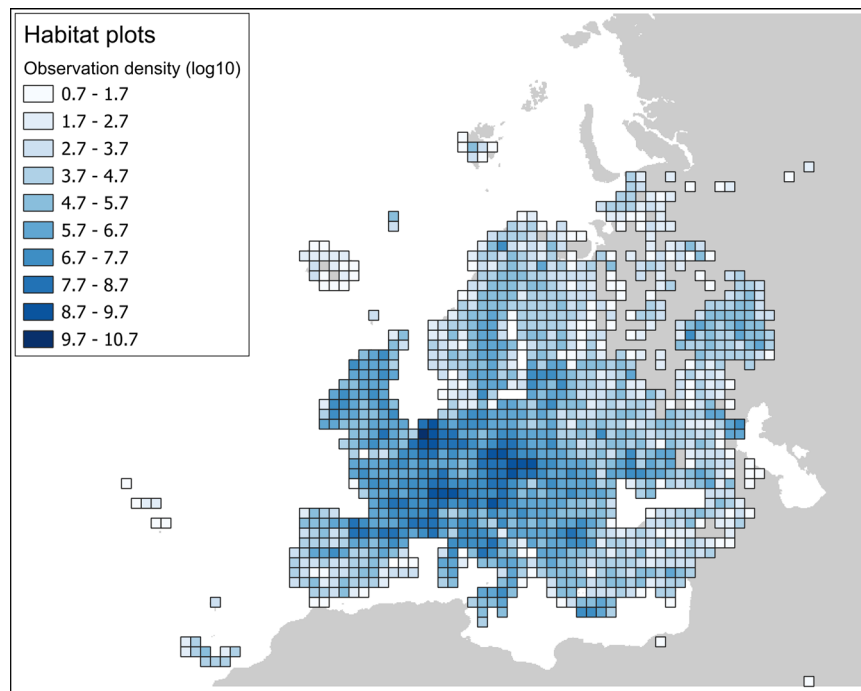 Habitat plots
Observation density (log10)
0.7 - 1.7
1.7 - 2.7
2.7 - 3.7
3.7 - 4.7
4.7 - 5.7
5.7 - 6.7
6.7 - 7.7
7.7 - 8.7
8.7 - 9.7
9.7 - 10.7